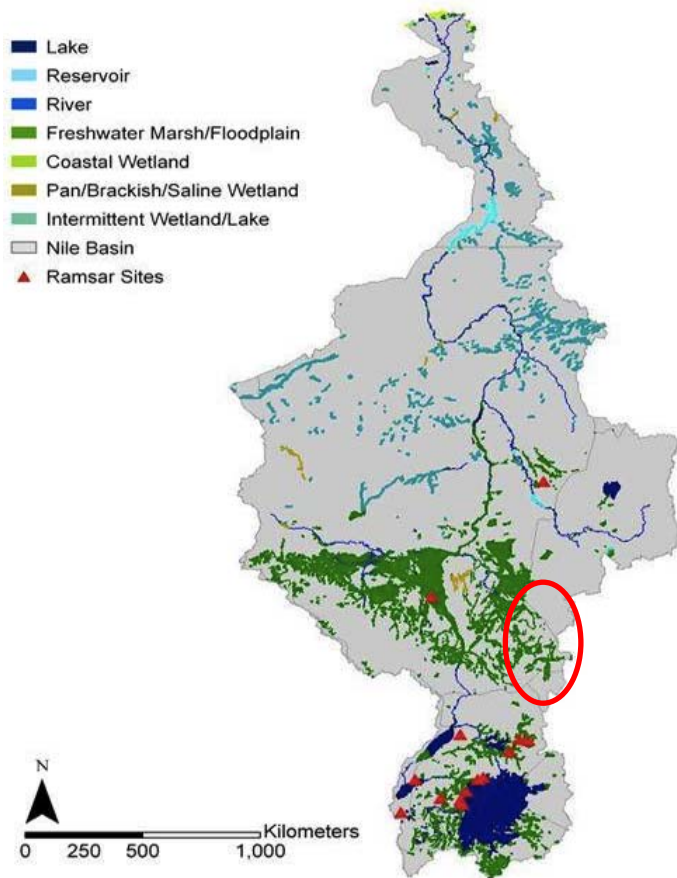 Lake
Reservoir
River
Freshwater Marsh/Floodplain
Coastal Wetland
Pan/Brackish/Saline Wetland
Intermittent Wetland/Lake
Nile Basin
Ramsar Sites
N
Kilometers
0 250 500 1,000